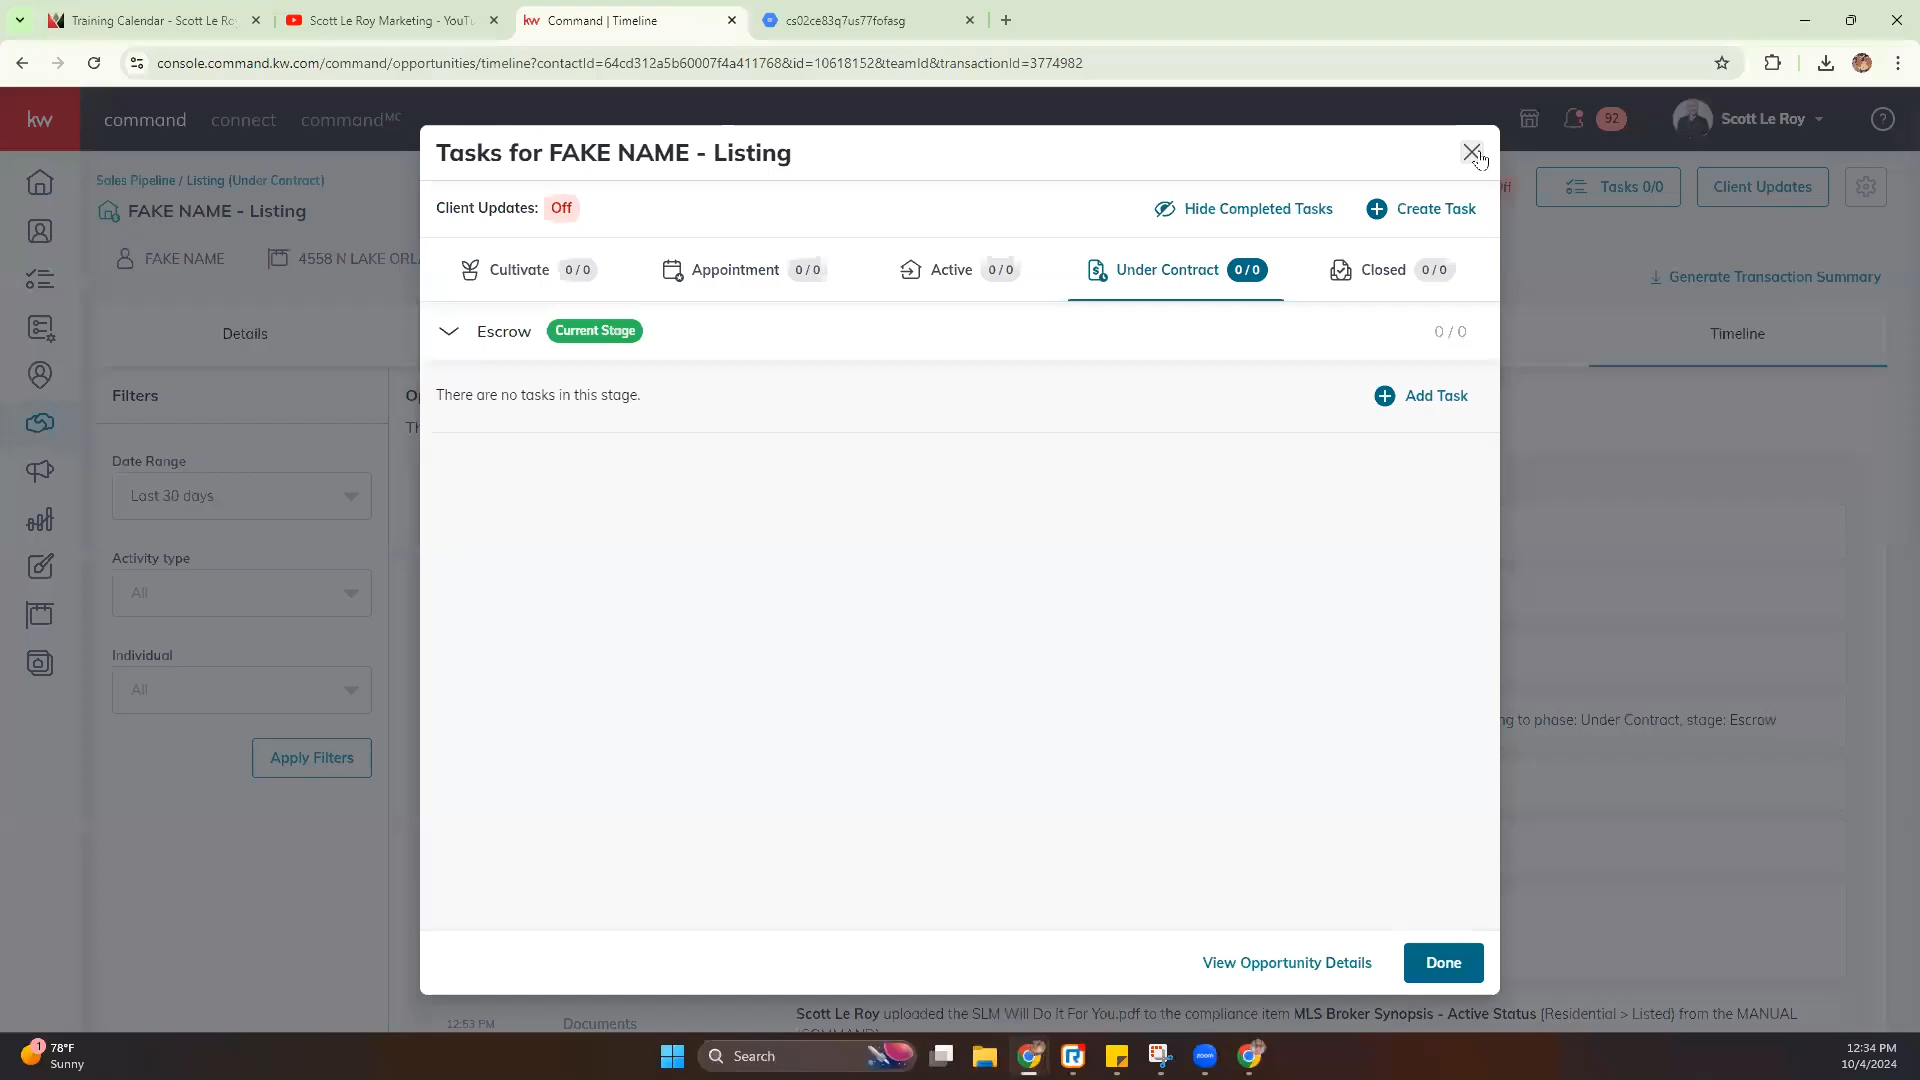 Training Calendar - Scott Le Ro
Scott Le Roy Marketing - YouTu
kw Command | Timeline
cs02ce83q7us77fofasg
console.command.kw.com/command/opportunities/timeline?contactId=64cd312a5b60007f4a411768&id=10618152&teamId&transactionId=3774982
kw command connect commandMC
92 Scott Le Roy
Tasks for FAKE NAME - Listing
Sales Pipeline / Listing (Under Contract)
FAKE NAME - Listing
Tasks 0/0 Client Updates
Client Updates: Off Hide Completed Tasks Create Task
FAKE NAME 4558 N LAKE ORL
Cultivate 0 / 0 Appointment 0 / 0 Active 0 / 0 Under Contract 0 / 0 Closed 0 / 0
Generate Transaction Summary
Details Timeline
Escrow Current Stage 0 / 0
There are no tasks in this stage. Add Task
Filters
Date Range
Last 30 days
Activity type
All
Individual
All
Apply Filters
ng to phase: Under Contract, stage: Escrow
View Opportunity Details Done
12:53 PM Documents Scott Le Roy uploaded the SLM Will Do It For You.pdf to the compliance item MLS Broker Synopsis - Active Status (Residential > Listed) from the MANUAL
1 78°F
Sunny
Search
zoom
12:34 PM
10/4/2024